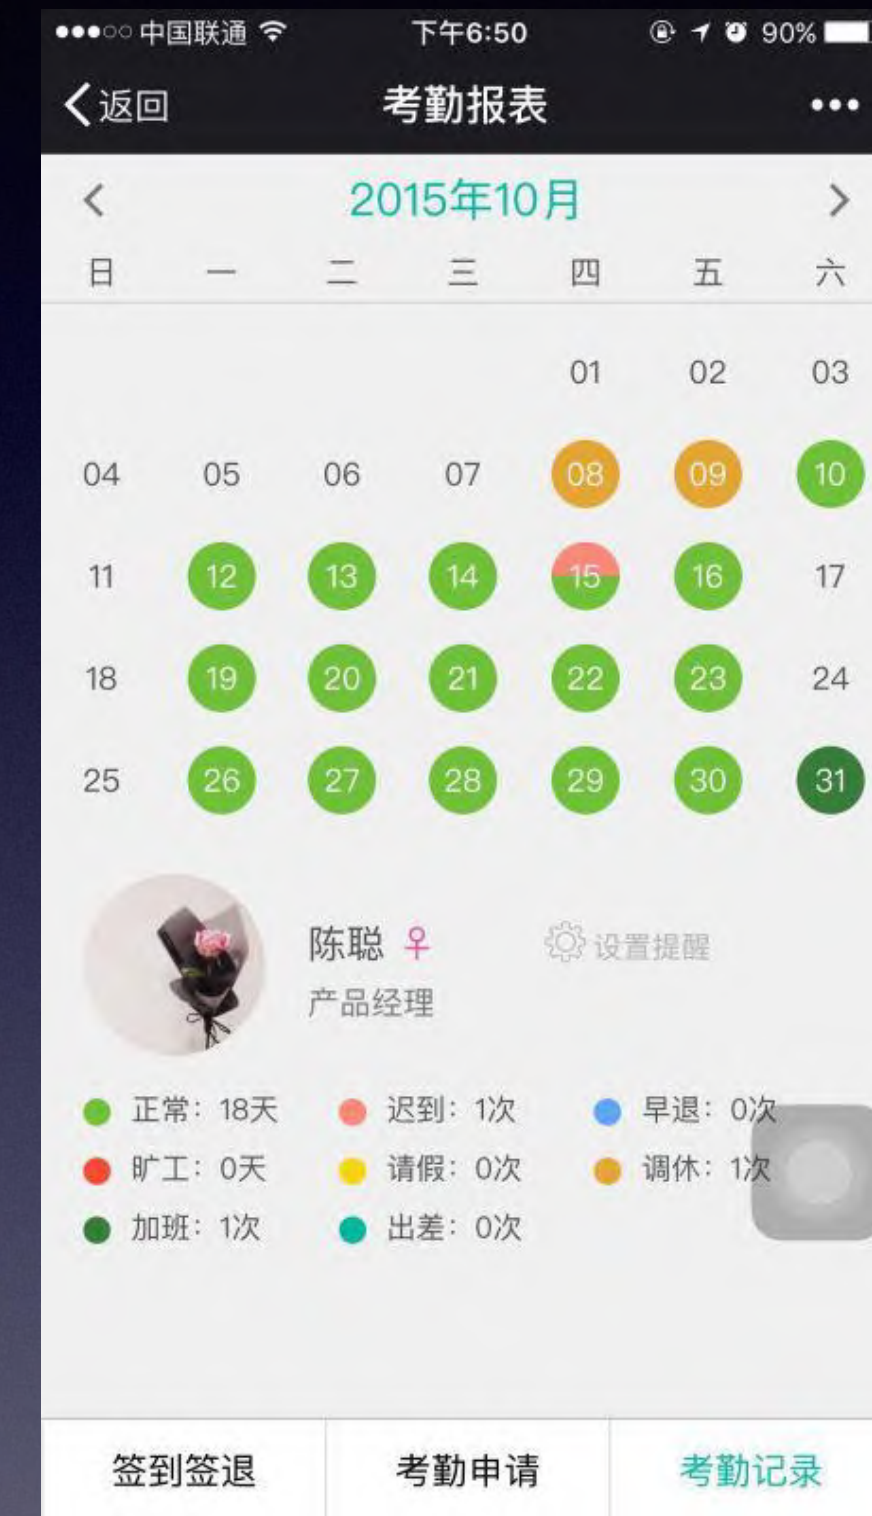 中国联通 下午6:50 90%
返回 考勤报表
2015年10月
日 一 二 三 四 五 六
01 02 03
04 05 06 07 08 09 10
11 12 13 14 15 16 17
18 19 20 21 22 23 24
25 26 27 28 29 30 31
陈聪 ♀ 设置提醒
产品经理
正常：18天 迟到：1次 早退：0次
旷工：0天 请假：0次 调休：1次
加班：1次 出差：0次
签到签退 考勤申请 考勤记录